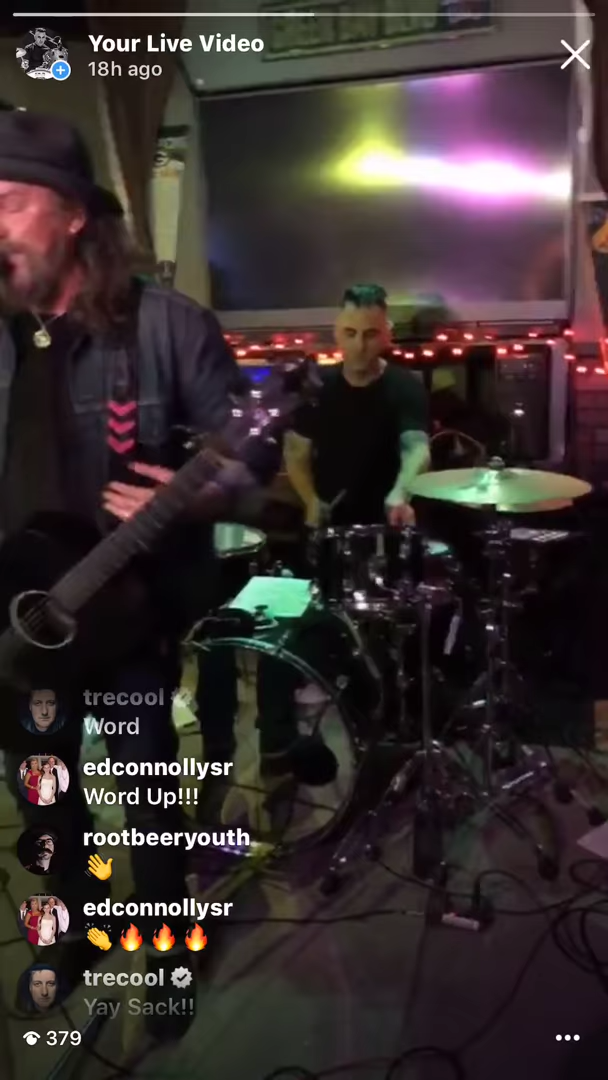 Your Live Video
18h ago
trecool
Word
edconnollysr
Word Up!!!
rootbeeryouth
👋
edconnollysr
👏🔥🔥🔥
trecool
Yay Sack!!
379